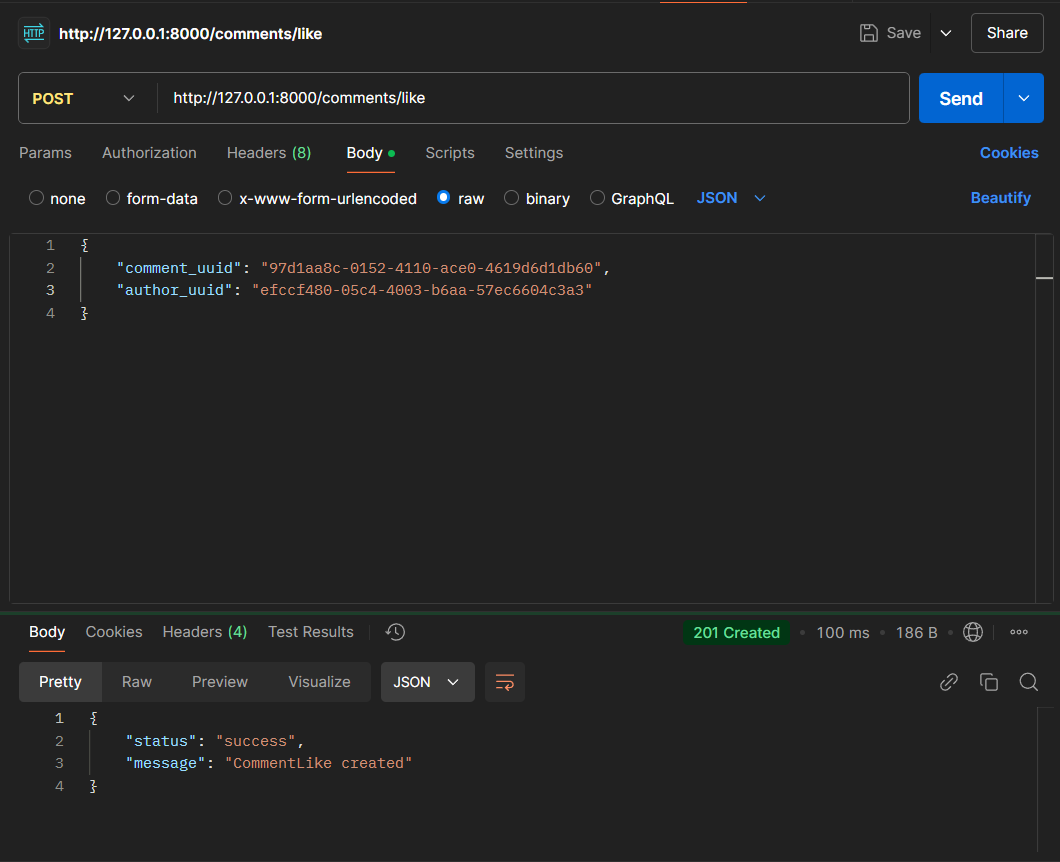 HTTP http://127.0.0.1:8000/comments/like Save Share
POST http://127.0.0.1:8000/comments/like Send
Params Authorization Headers (8) Body Scripts Settings Cookies
none form-data x-www-form-urlencoded raw binary GraphQL JSON Beautify
1 {
2 "comment_uuid": "97d1aa8c-0152-4110-ace0-4619d6d1db60",
3 "author_uuid": "efccf480-05c4-4003-b6aa-57ec6604c3a3"
4 }
Body Cookies Headers (4) Test Results 201 Created 100 ms 186 B
Pretty Raw Preview Visualize JSON
1 {
2 "status": "success",
3 "message": "CommentLike created"
4 }